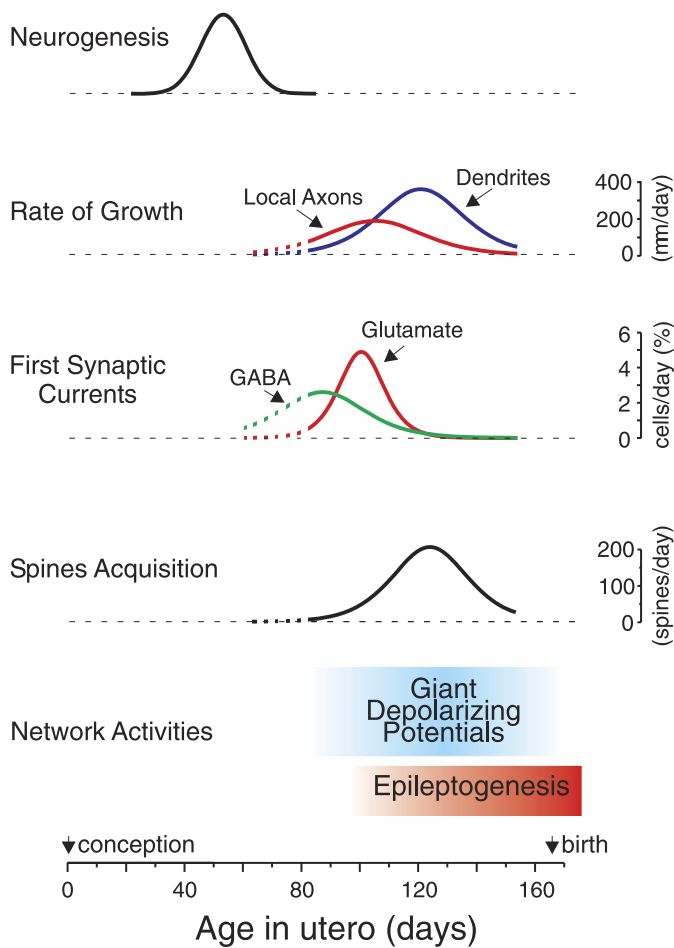 Neurogenesis
Rate of Growth
Local Axons
Dendrites
400
200
0
(mm/day)
First Synaptic
Currents
GABA
Glutamate
6
4
2
0
cells/day (%)
Spines Acquisition
200
100
0
(spines/day)
Network Activities
Giant
Depolarizing
Potentials
Epileptogenesis
conception
birth
0
40
80
120
160
Age in utero (days)